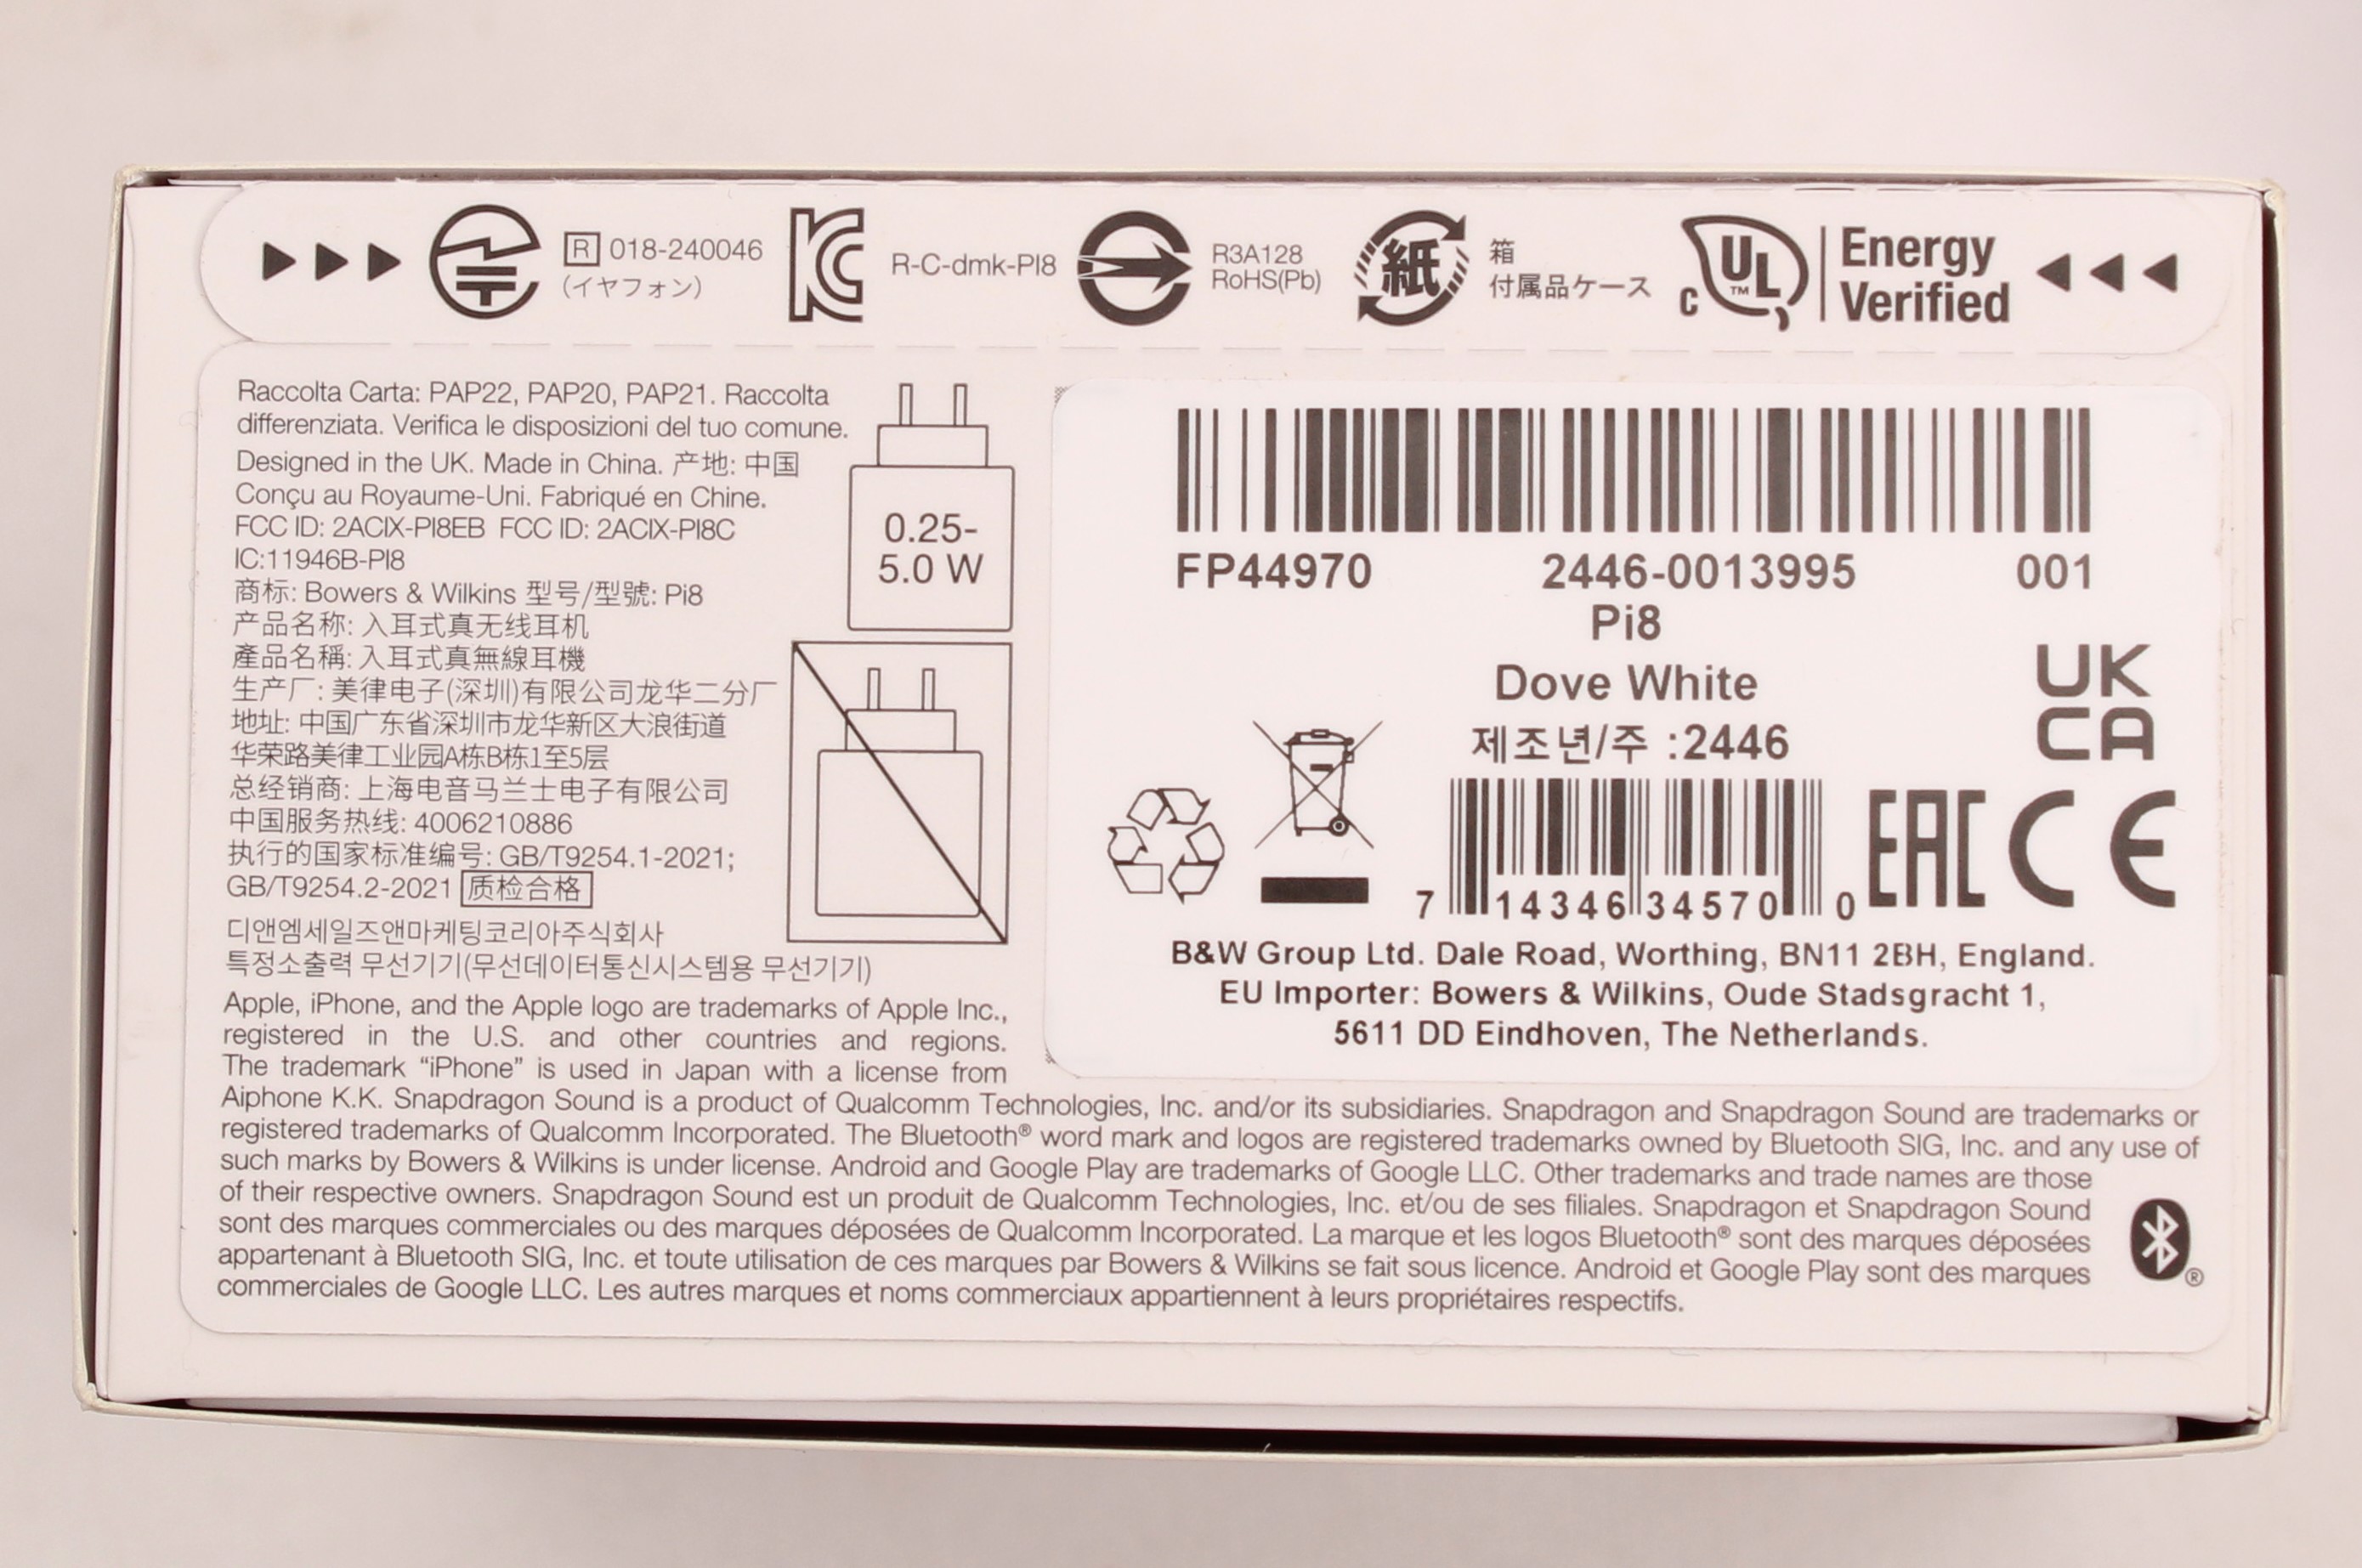 R 018-240046
(イヤフォン)
R-C-dmk-PI8
R3A128
RoHS(Pb)
紙
箱
付属品ケース
C UL ™
Energy
Verified
Raccolta Carta: PAP22, PAP20, PAP21. Raccolta
differenziata. Verifica le disposizioni del tuo comune.
Designed in the UK. Made in China. 产地: 中国
Conçu au Royaume-Uni. Fabriqué en Chine.
FCC ID: 2ACIX-PI8EB FCC ID: 2ACIX-PI8C
IC:11946B-PI8
商标: Bowers & Wilkins 型号/型號: Pi8
产品名称: 入耳式真无线耳机
產品名稱: 入耳式真無線耳機
生产厂: 美律电子(深圳)有限公司龙华二分厂
地址: 中国广东省深圳市龙华新区大浪街道
华荣路美律工业园A栋B栋1至5层
总经销商: 上海电音马兰士电子有限公司
中国服务热线: 4006210886
执行的国家标准编号: GB/T9254.1-2021;
GB/T9254.2-2021 质检合格
디앤엠세일즈앤마케팅코리아주식회사
특정소출력 무선기기(무선데이터통신시스템용 무선기기)
0.25-
5.0 W
FP44970 2446-0013995 001
Pi8
Dove White
제조년/주 :2446
UK
CA
7 14346 34570 0
EAC CE
B&W Group Ltd. Dale Road, Worthing, BN11 2BH, England.
EU Importer: Bowers & Wilkins, Oude Stadsgracht 1,
5611 DD Eindhoven, The Netherlands.
Apple, iPhone, and the Apple logo are trademarks of Apple Inc.,
registered in the U.S. and other countries and regions.
The trademark “iPhone” is used in Japan with a license from
Aiphone K.K. Snapdragon Sound is a product of Qualcomm Technologies, Inc. and/or its subsidiaries. Snapdragon and Snapdragon Sound are trademarks or
registered trademarks of Qualcomm Incorporated. The Bluetooth® word mark and logos are registered trademarks owned by Bluetooth SIG, Inc. and any use of
such marks by Bowers & Wilkins is under license. Android and Google Play are trademarks of Google LLC. Other trademarks and trade names are those
of their respective owners. Snapdragon Sound est un produit de Qualcomm Technologies, Inc. et/ou de ses filiales. Snapdragon et Snapdragon Sound
sont des marques commerciales ou des marques déposées de Qualcomm Incorporated. La marque et les logos Bluetooth® sont des marques déposées
appartenant à Bluetooth SIG, Inc. et toute utilisation de ces marques par Bowers & Wilkins se fait sous licence. Android et Google Play sont des marques
commerciales de Google LLC. Les autres marques et noms commerciaux appartiennent à leurs propriétaires respectifs.
®